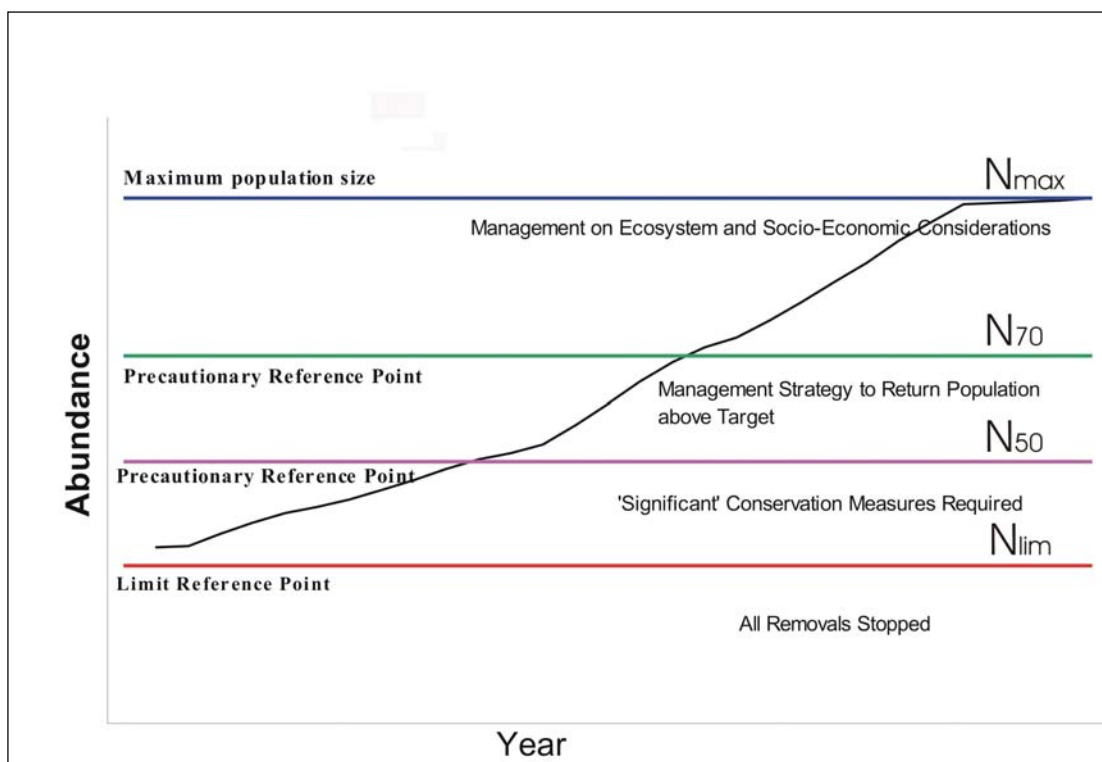 Maximum population size
Nmax
Management on Ecosystem and Socio-Economic Considerations
N70
Precautionary Reference Point
Management Strategy to Return Population
above Target
N50
Precautionary Reference Point
'Significant' Conservation Measures Required
Nlim
Limit Reference Point
All Removals Stopped
Abundance
Year